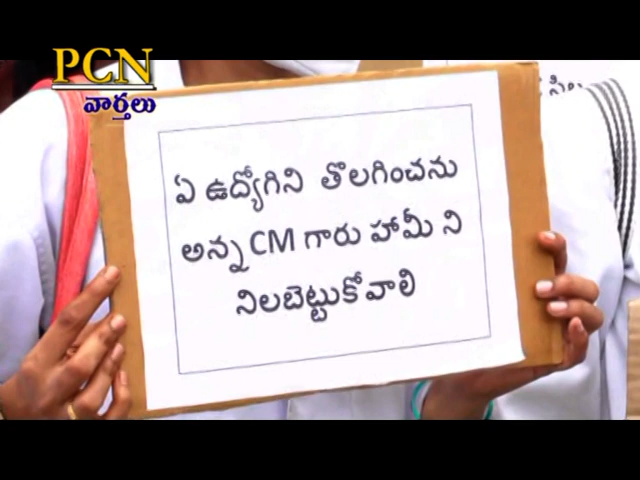 PCN
వార్తలు
ఏ ఉద్యోగిని తొలగించను
అన్న CM గారు హామీ ని
నిలబెట్టుకోవాలి